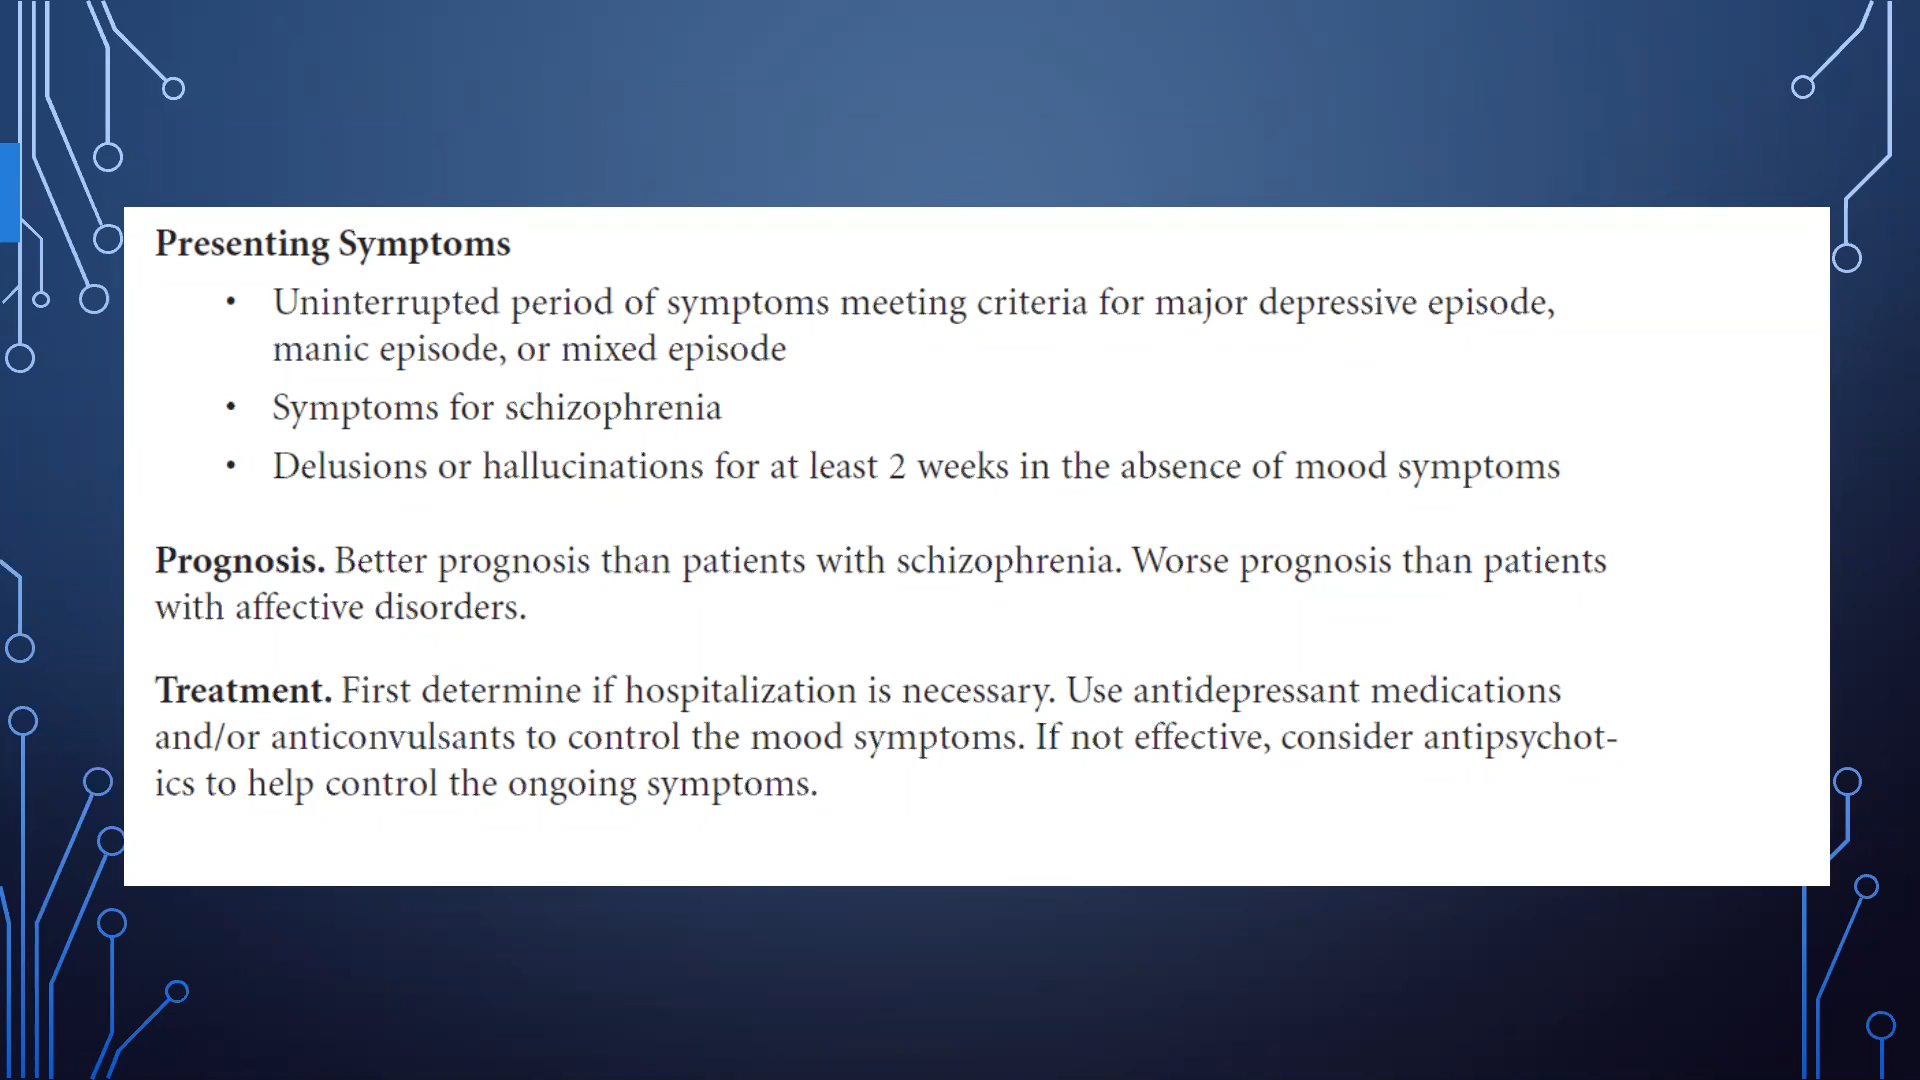 Presenting Symptoms
• Uninterrupted period of symptoms meeting criteria for major depressive episode,
manic episode, or mixed episode
• Symptoms for schizophrenia
• Delusions or hallucinations for at least 2 weeks in the absence of mood symptoms
Prognosis. Better prognosis than patients with schizophrenia. Worse prognosis than patients
with affective disorders.
Treatment. First determine if hospitalization is necessary. Use antidepressant medications
and/or anticonvulsants to control the mood symptoms. If not effective, consider antipsychot-
ics to help control the ongoing symptoms.